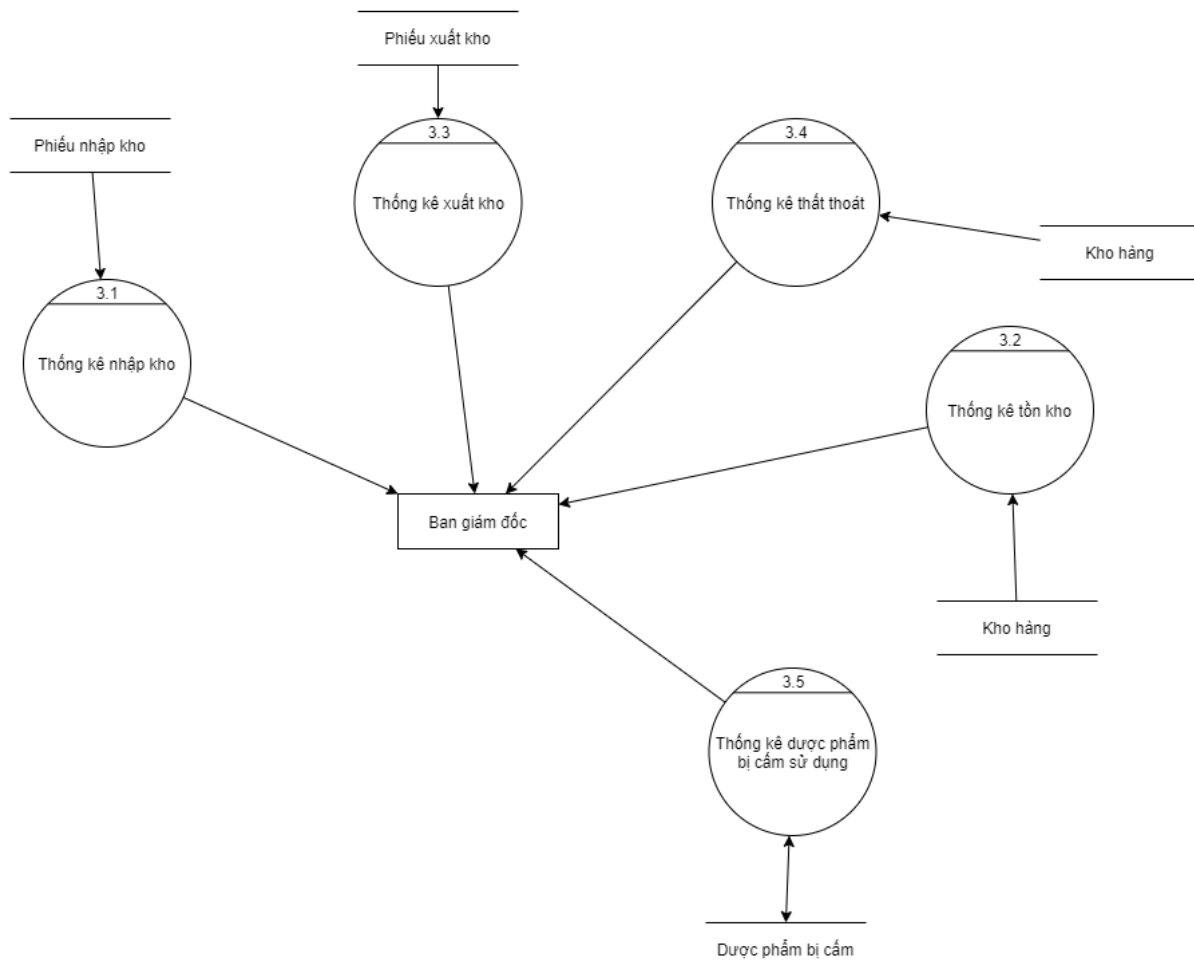 Phiếu xuất kho
3.3
Thống kê xuất kho
3.4
Thống kê thất thoát
Phiếu nhập kho
3.1
Thống kê nhập kho
Kho hàng
3.2
Thống kê tồn kho
Ban giám đốc
Kho hàng
3.5
Thống kê dược phẩm
bị cấm sử dụng
Dược phẩm bị cấm